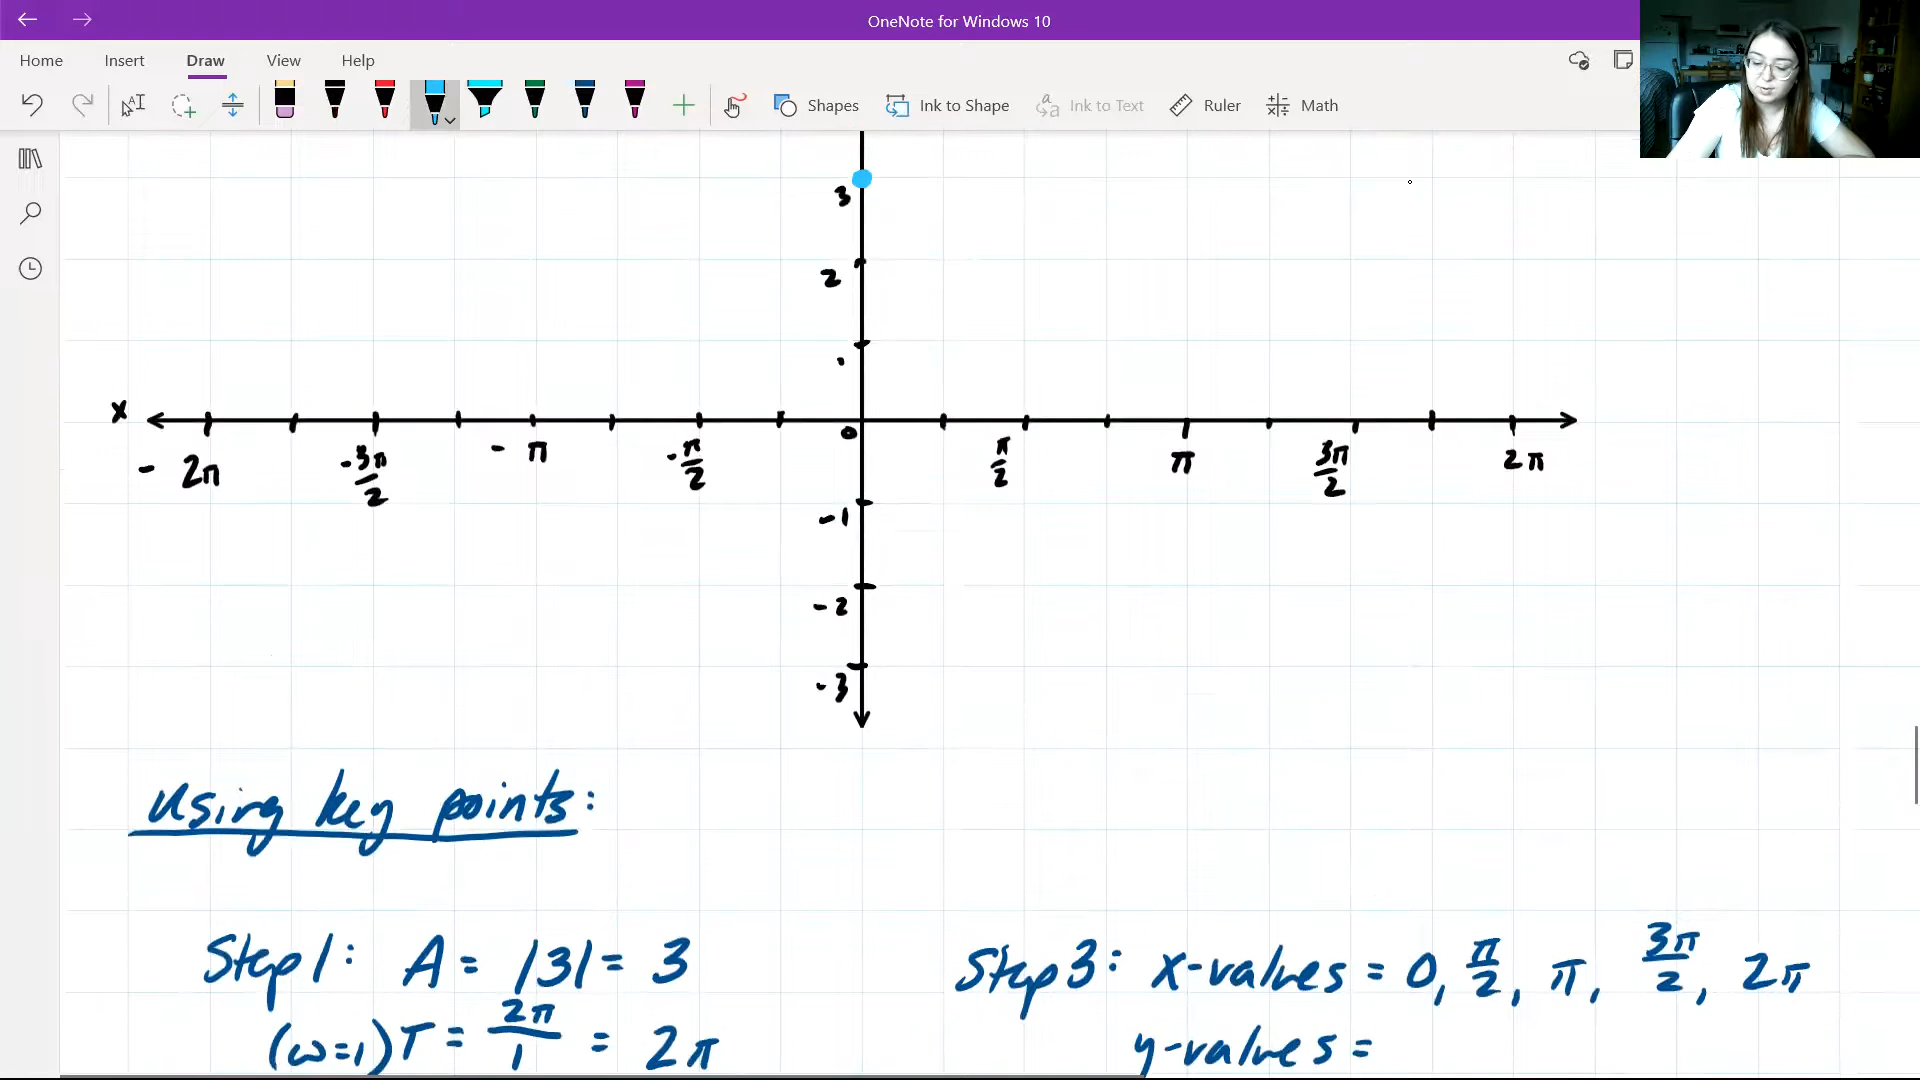 OneNote for Windows 10
Home Insert Draw View Help
Shapes Ink to Shape Ink to Text Ruler Math
3
2
x
0
- 2π -3π/2 - π -π/2 π/2 π 3π/2 2π
-1
-2
-3
Using key points:
Step 1: A = |3| = 3
(ω=1) T = 2π/1 = 2π
Step 3: x-values = 0, π/2, π, 3π/2, 2π
y-values =